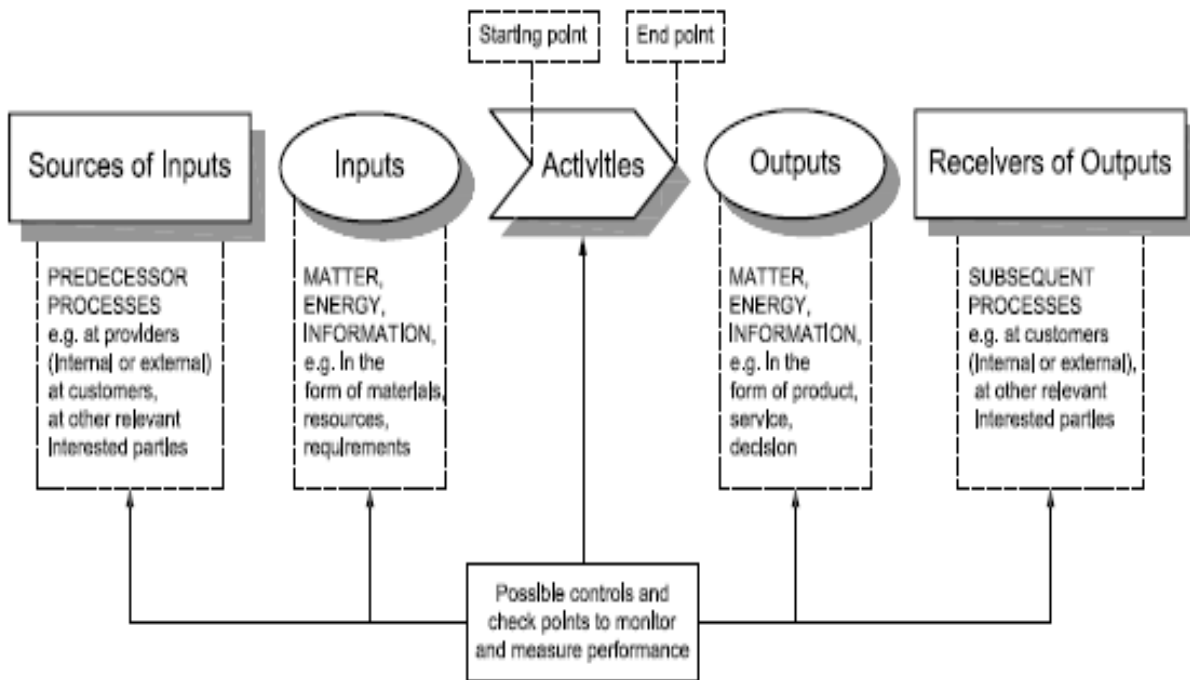 Starting point
End point
Sources of Inputs
Inputs
Activities
Outputs
Receivers of Outputs
PREDECESSOR
PROCESSES
e.g. at providers
(internal or external)
at customers,
at other relevant
interested parties
MATTER,
ENERGY,
INFORMATION,
e.g. in the
form of materials,
resources,
requirements
MATTER,
ENERGY,
INFORMATION,
e.g. in the
form of product,
service,
decision
SUBSEQUENT
PROCESSES
e.g. at customers
(internal or external),
at other relevant
interested parties
Possible controls and
check points to monitor
and measure performance